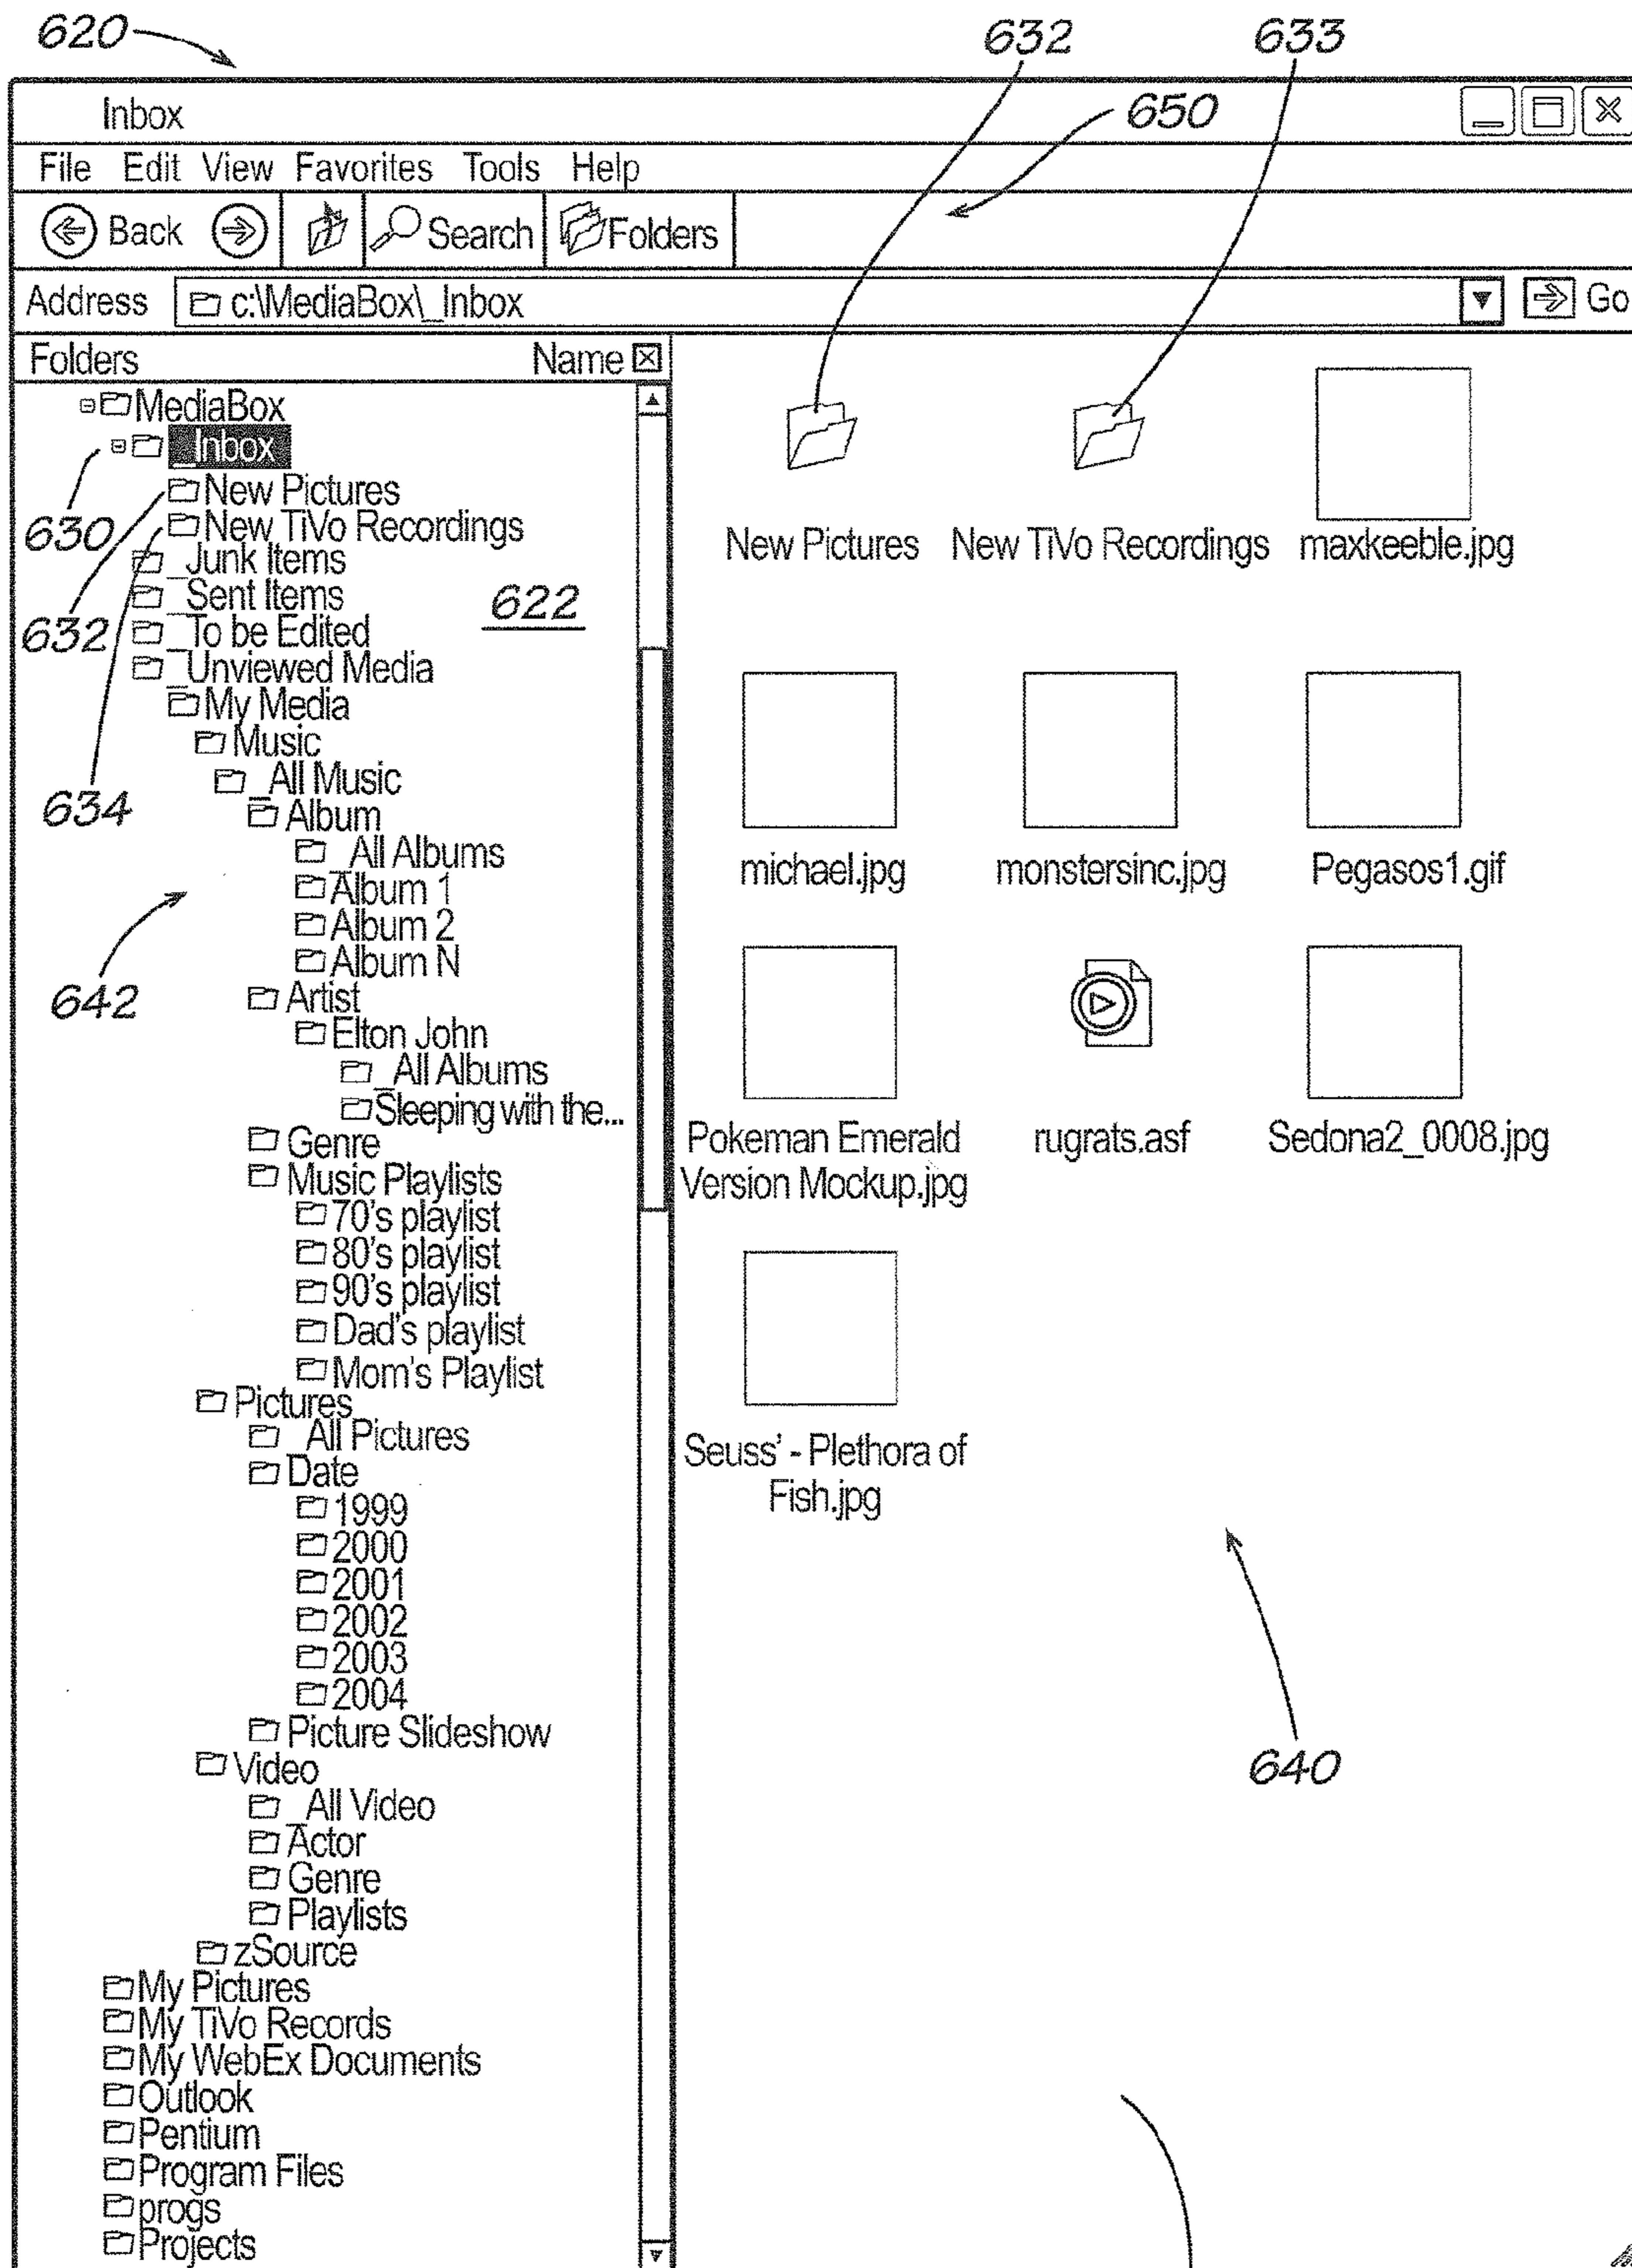 620
632
633
Inbox
650
File Edit View Favorites Tools Help
Back Search Folders
Address c:\MediaBox\_Inbox Go
Folders Name
MediaBox
_Inbox
New Pictures
630
New TiVo Recordings
_Junk Items
_Sent Items
622
632
_To be Edited
_Unviewed Media
My Media
Music
_All Music
634
Album
_All Albums
Album 1
Album 2
Album N
642
Artist
Elton John
_All Albums
Sleeping with the...
Genre
Music Playlists
70's playlist
80's playlist
90's playlist
Dad's playlist
Mom's Playlist
Pictures
_All Pictures
Date
1999
2000
2001
2002
2003
2004
Picture Slideshow
Video
_All Video
Actor
Genre
Playlists
zSource
My Pictures
My TiVo Records
My WebEx Documents
Outlook
Pentium
Program Files
progs
Projects
New Pictures New TiVo Recordings maxkeeble.jpg
michael.jpg monstersinc.jpg Pegasos1.gif
Pokeman Emerald
Version Mockup.jpg
rugrats.asf
Sedona2_0008.jpg
Seuss' - Plethora of
Fish.jpg
640